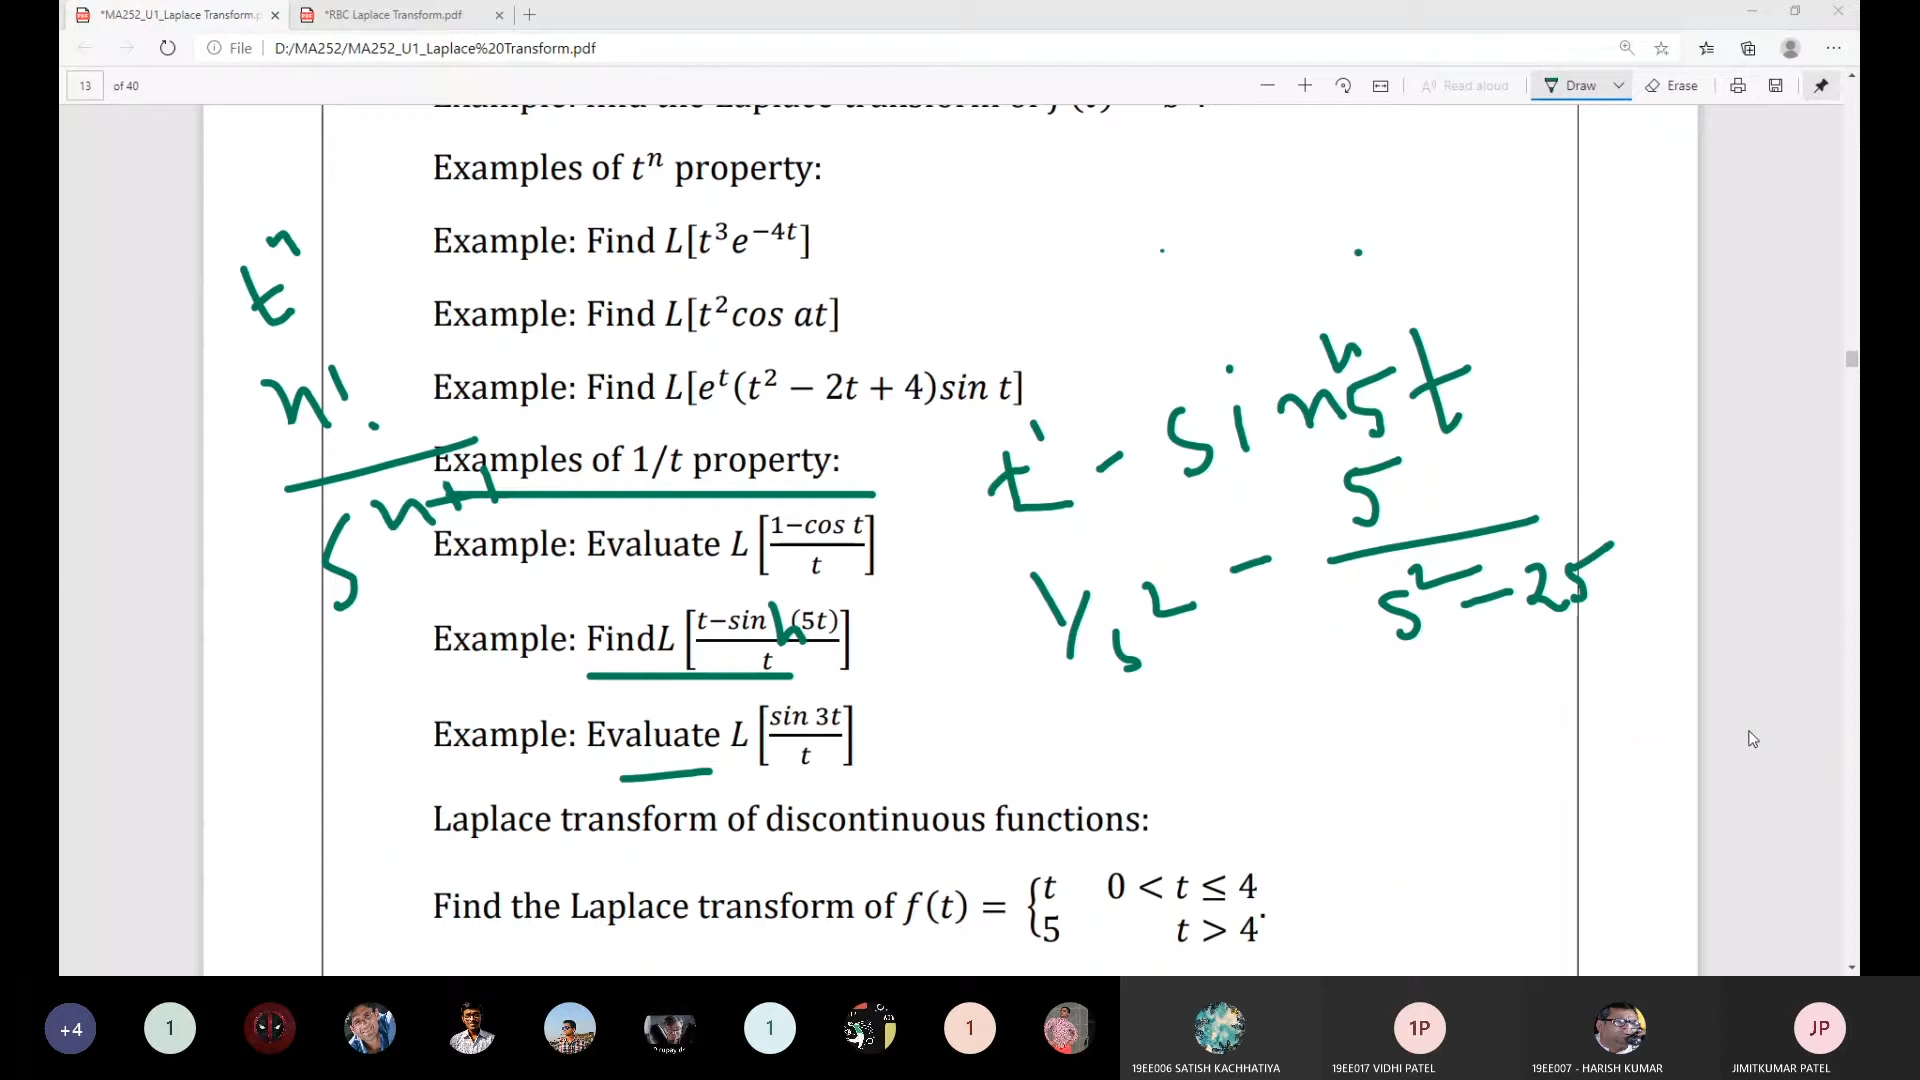 *MA252_U1_Laplace Transform.p
*RBC Laplace Transform.pdf
File D:/MA252/MA252_U1_Laplace%20Transform.pdf
13 of 40
Read aloud Draw Erase
Examples of tⁿ property:
Example: Find L[t³e⁻⁴ᵗ]
Example: Find L[t²cos at]
Example: Find L[eᵗ(t² − 2t + 4)sin t]
Examples of 1/t property:
Example: Evaluate L [(1−cos t)/t]
Example: FindL [(t−sin h(5t))/t]
Example: Evaluate L [(sin 3t)/t]
Laplace transform of discontinuous functions:
Find the Laplace transform of f(t) = { t 0 < t ≤ 4
5 t > 4 .
tⁿ
n!
sⁿ⁺¹
t' - sinh5t
1/s² - 5/(s² - 25)
+4
1
1
1
1P
JP
19EE006 SATISH KACHHATIYA
19EE017 VIDHI PATEL
19EE007 - HARISH KUMAR
JIMITKUMAR PATEL